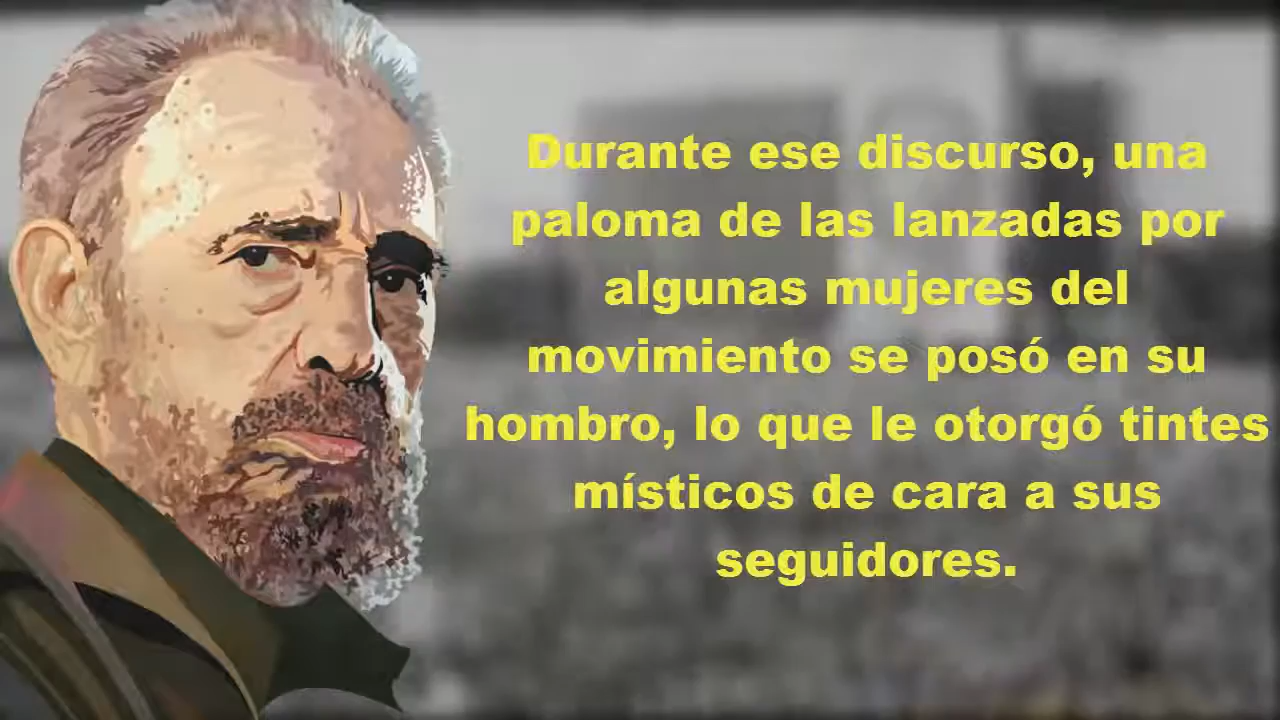 Durante ese discurso, una
paloma de las lanzadas por
algunas mujeres del
movimiento se posó en su
hombro, lo que le otorgó tintes
místicos de cara a sus
seguidores.